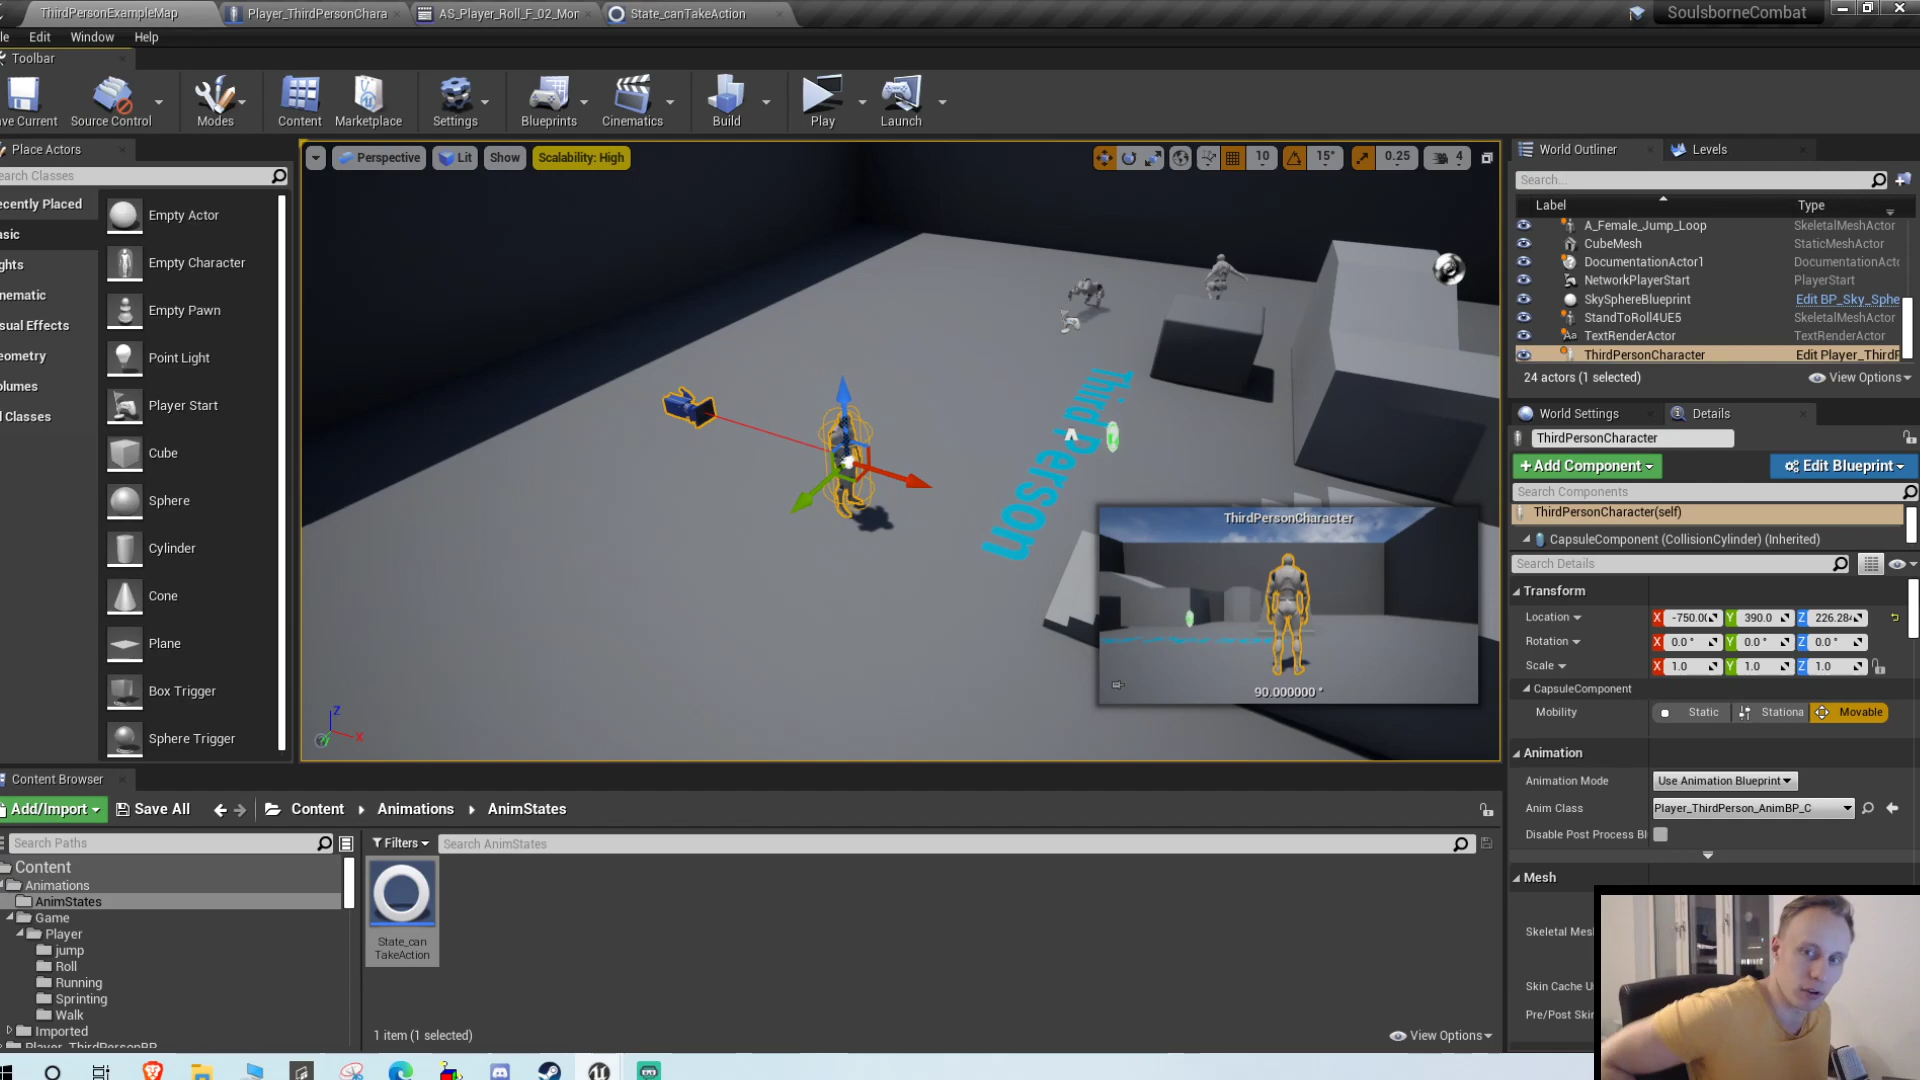 ThirdPersonExampleMap
Player_ThirdPersonChara
AS_Player_Roll_F_02_Mon
State_canTakeAction
SoulsborneCombat
le Edit Window Help
Toolbar
ave Current
Source Control
Modes
Content
Marketplace
Settings
Blueprints
Cinematics
Build
Play
Launch
Place Actors
earch Classes
ecently Placed
asic
ghts
nematic
sual Effects
eometry
olumes
ll Classes
Empty Actor
Empty Character
Empty Pawn
Point Light
Player Start
Cube
Sphere
Cylinder
Cone
Plane
Box Trigger
Sphere Trigger
Perspective
Lit
Show
Scalability: High
10
15°
0.25
4
Third Person
ThirdPersonCharacter
90.000000 °
Z
X
World Outliner
Levels
Search...
Label Type
A_Female_Jump_Loop SkeletalMeshActor
CubeMesh StaticMeshActor
DocumentationActor1 DocumentationActo
NetworkPlayerStart PlayerStart
SkySphereBlueprint Edit BP_Sky_Sphe
StandToRoll4UE5 SkeletalMeshActor
TextRenderActor TextRenderActor
ThirdPersonCharacter Edit Player_ThirdP
24 actors (1 selected)
View Options
World Settings
Details
ThirdPersonCharacter
+Add Component
Edit Blueprint
Search Components
ThirdPersonCharacter(self)
CapsuleComponent (CollisionCylinder) (Inherited)
Search Details
Transform
Location X -750.0 Y 390.0 Z 226.284
Rotation X 0.0 ° Y 0.0 ° Z 0.0 °
Scale X 1.0 Y 1.0 Z 1.0
CapsuleComponent
Mobility Static Stationa Movable
Animation
Animation Mode Use Animation Blueprint
Anim Class Player_ThirdPerson_AnimBP_C
Disable Post Process Bl
Mesh
Skeletal Mes
Skin Cache U
Pre/Post Skin
Content Browser
Add/Import
Save All
Content
Animations
AnimStates
Search Paths
Filters
Search AnimStates
Content
Animations
AnimStates
Game
Player
jump
Roll
Running
Sprinting
Walk
Imported
Player_ThirdPersonBP
State_can
TakeAction
1 item (1 selected)
View Options